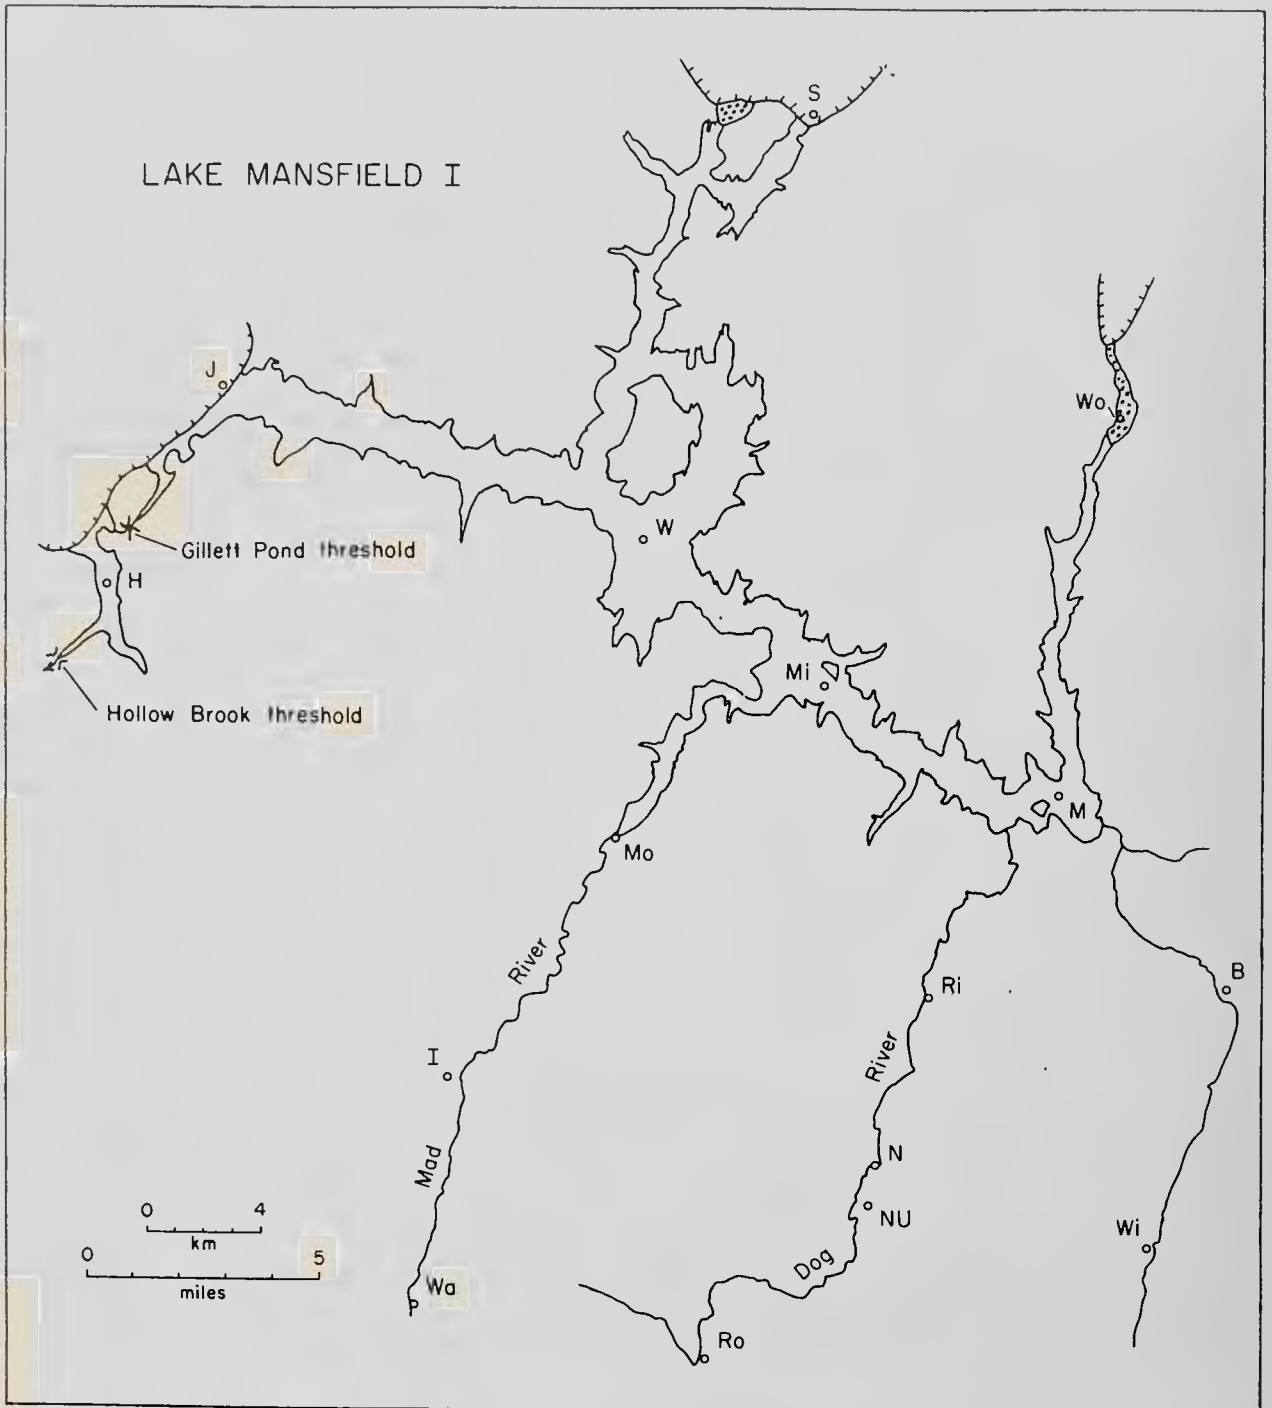 S
LAKE MANSFIELD I
J
Wo
W
Gillett Pond threshold
H
Mi
Hollow Brook threshold
M
Mo
River
B
Ri
I
River
Mad
N
0 4
km
NU
Wi
0 5
miles
Dog
Wa
Ro